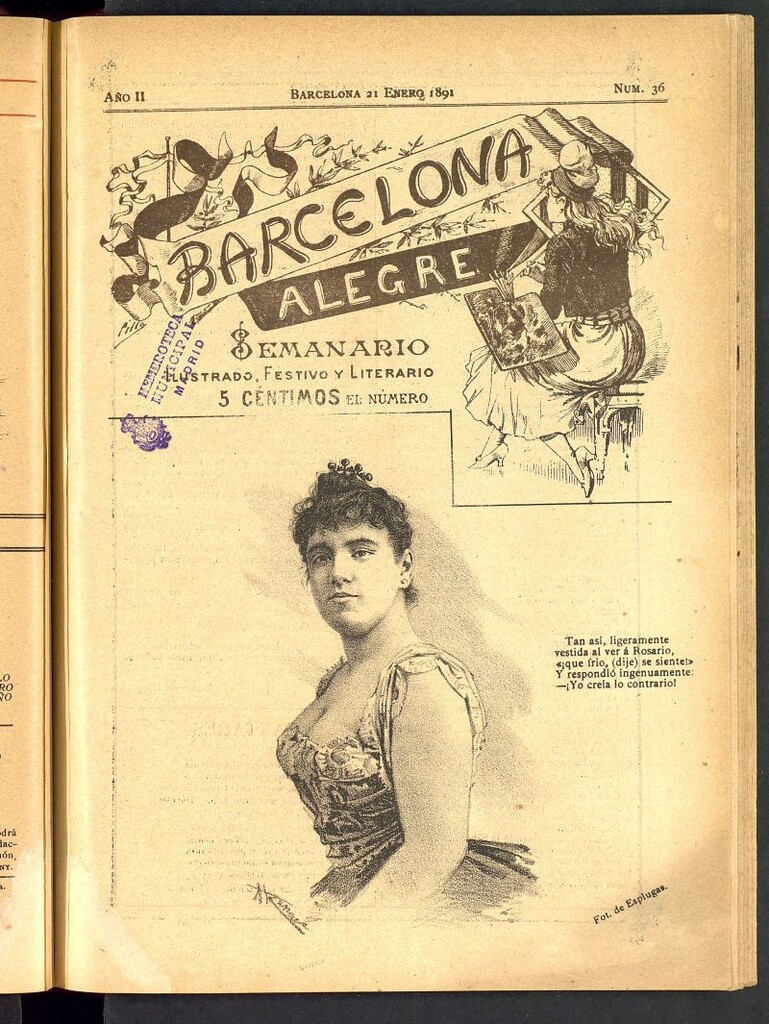 AÑO II
BARCELONA 21 ENERO 1891
NUM. 36
BARCELONA
ALEGRE
SEMANARIO
ILUSTRADO, FESTIVO Y LITERARIO
5 CÉNTIMOS EL NÚMERO
HEMEROTECA
MUNICIPAL
MADRID
Tan así, ligeramente
vestida al ver á Rosario,
«¡que frio, (dije) se siente!»
Y respondió ingenuamente:
—¡Yo creía lo contrario!
Fot. de Esplugas.